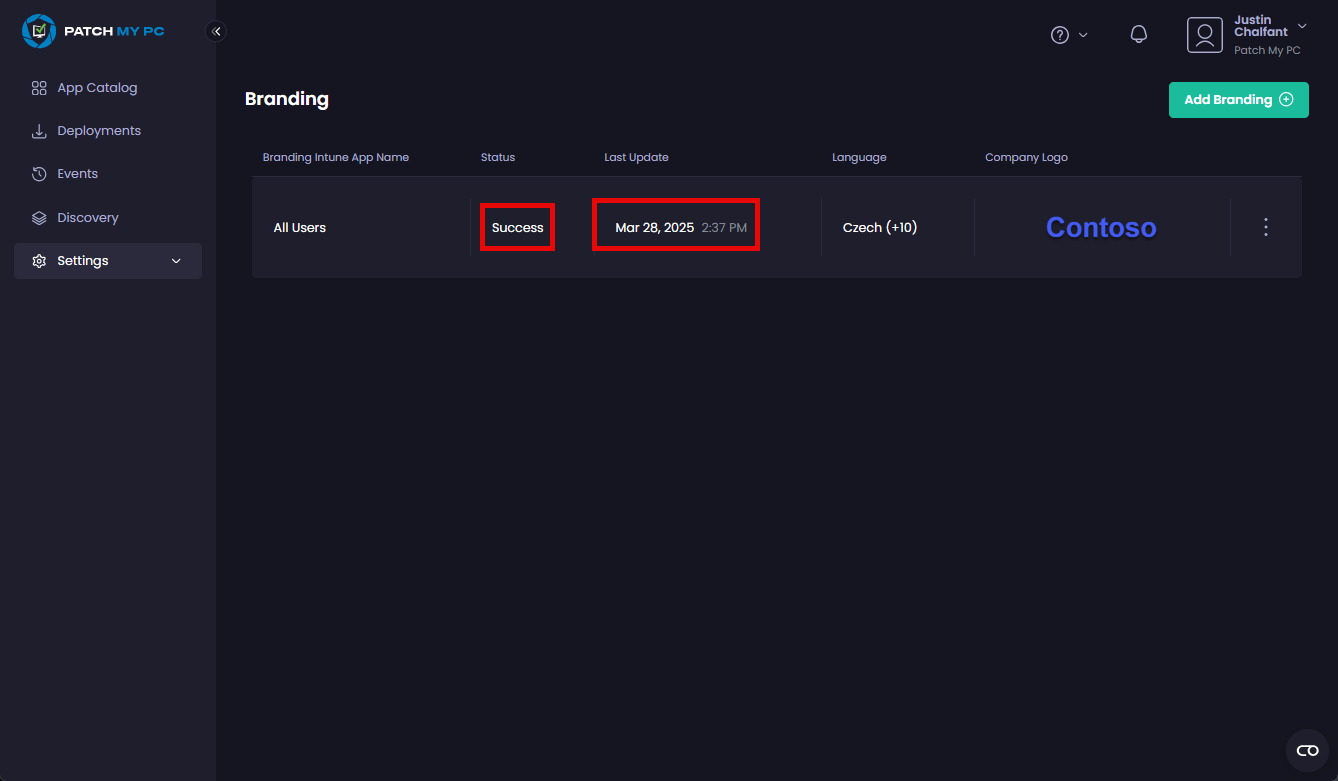 PATCH MY PC
Justin
Chalfant
Patch My PC
App Catalog
Deployments
Events
Discovery
Settings
Branding
Add Branding
Branding Intune App Name
Status
Last Update
Language
Company Logo
All Users
Success
Mar 28, 2025 2:37 PM
Czech (+10)
Contoso